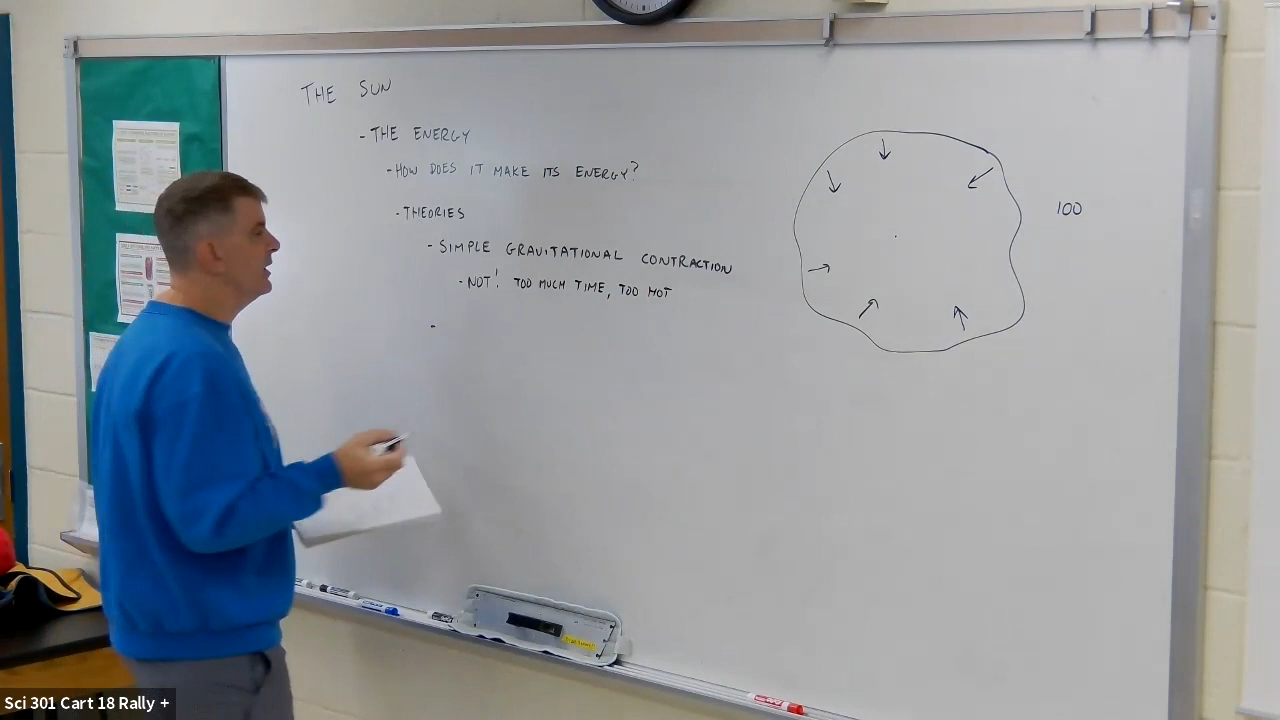 THE SUN
- THE ENERGY
- HOW DOES IT MAKE ITS ENERGY?
- THEORIES
- SIMPLE GRAVITATIONAL CONTRACTION
- NOT! TOO MUCH TIME, TOO HOT
100
Sci 301 Cart 18 Rally +